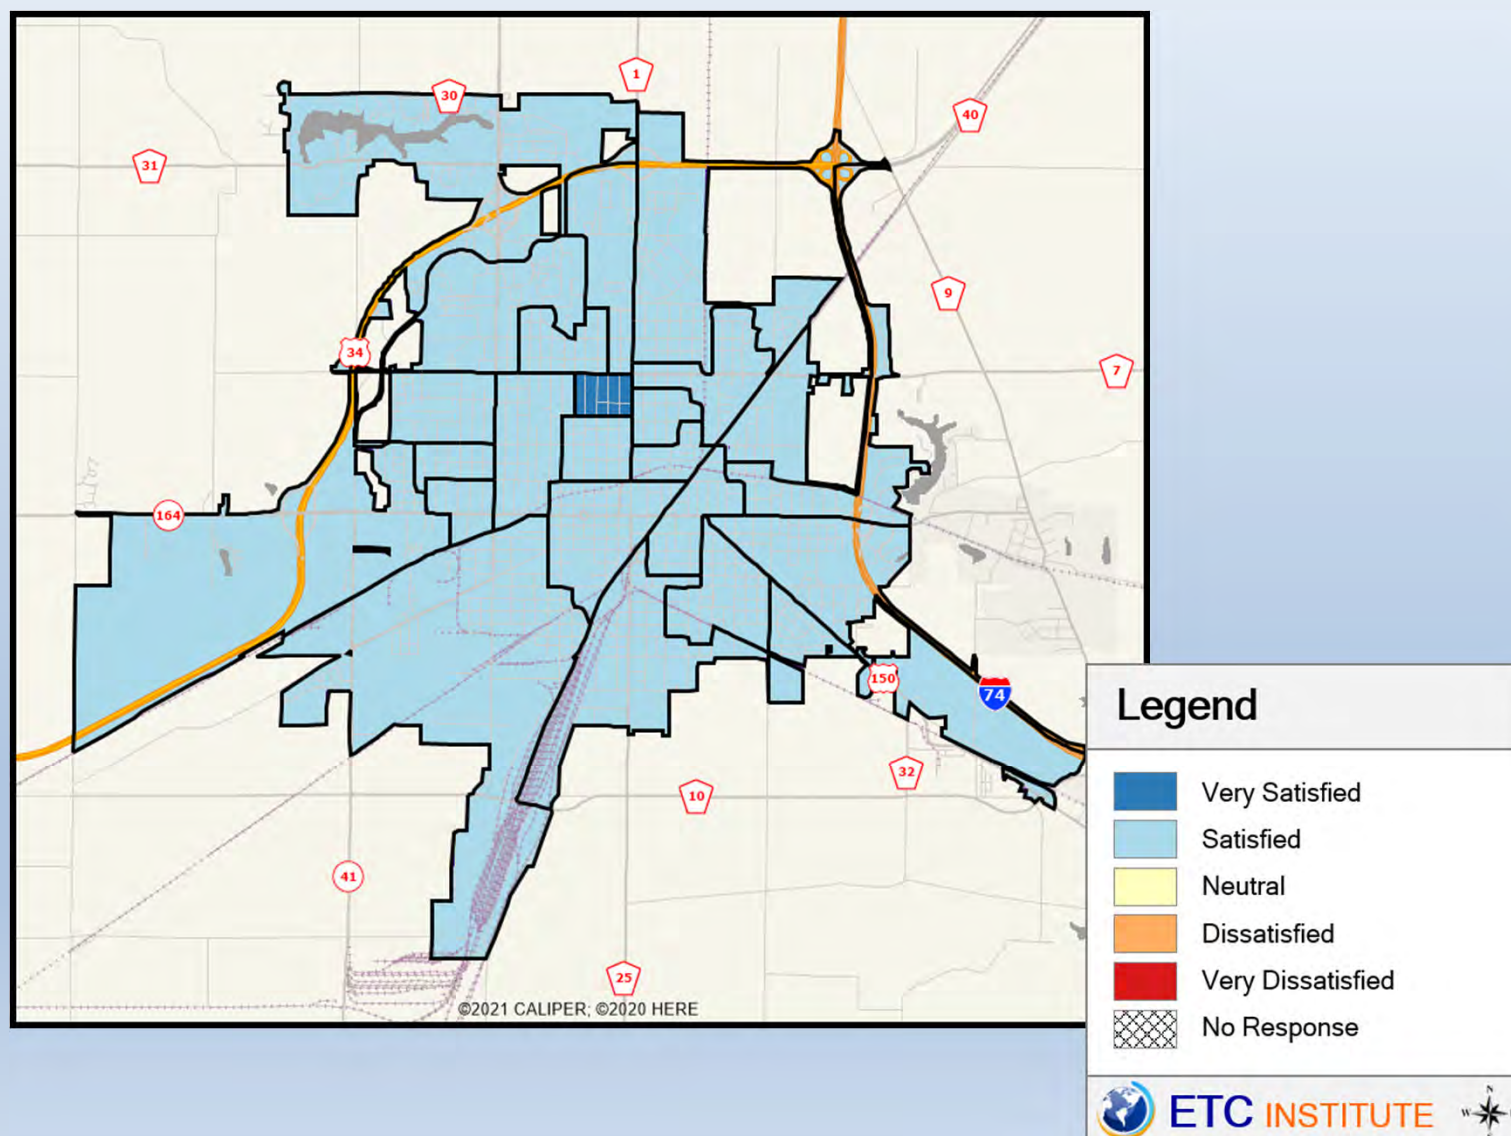 1
30
40
31
9
34
7
164
150
74
32
10
41
25
©2021 CALIPER; ©2020 HERE
Legend
Very Satisfied
Satisfied
Neutral
Dissatisfied
Very Dissatisfied
No Response
ETC INSTITUTE
N
W